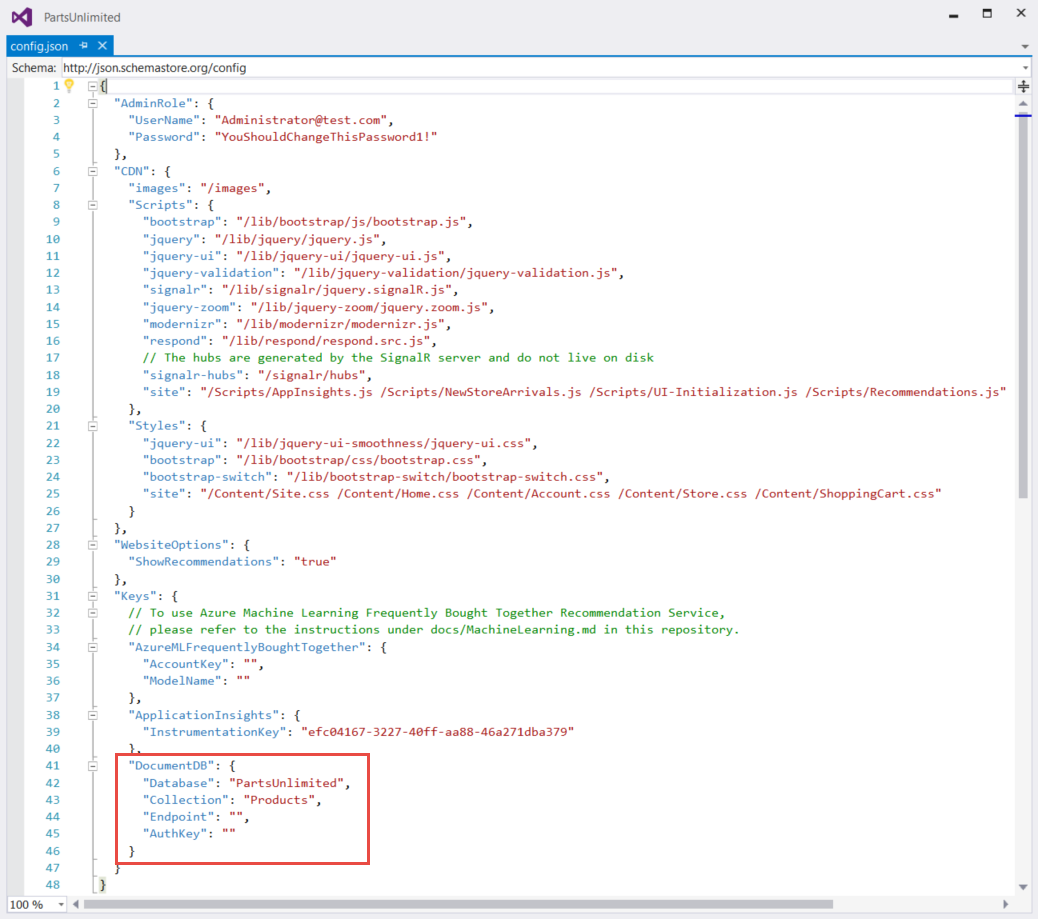 PartsUnlimited
config.json
Schema: http://json.schemastore.org/config
1 {
2 "AdminRole": {
3 "UserName": "Administrator@test.com",
4 "Password": "YouShouldChangeThisPassword1!"
5 },
6 "CDN": {
7 "images": "/images",
8 "Scripts": {
9 "bootstrap": "/lib/bootstrap/js/bootstrap.js",
10 "jquery": "/lib/jquery/jquery.js",
11 "jquery-ui": "/lib/jquery-ui/jquery-ui.js",
12 "jquery-validation": "/lib/jquery-validation/jquery-validation.js",
13 "signalr": "/lib/signalr/jquery.signalR.js",
14 "jquery-zoom": "/lib/jquery-zoom/jquery.zoom.js",
15 "modernizr": "/lib/modernizr/modernizr.js",
16 "respond": "/lib/respond/respond.src.js",
17 // The hubs are generated by the SignalR server and do not live on disk
18 "signalr-hubs": "/signalr/hubs",
19 "site": "/Scripts/AppInsights.js /Scripts/NewStoreArrivals.js /Scripts/UI-Initialization.js /Scripts/Recommendations.js"
20 },
21 "Styles": {
22 "jquery-ui": "/lib/jquery-ui-smoothness/jquery-ui.css",
23 "bootstrap": "/lib/bootstrap/css/bootstrap.css",
24 "bootstrap-switch": "/lib/bootstrap-switch/bootstrap-switch.css",
25 "site": "/Content/Site.css /Content/Home.css /Content/Account.css /Content/Store.css /Content/ShoppingCart.css"
26 }
27 },
28 "WebsiteOptions": {
29 "ShowRecommendations": "true"
30 },
31 "Keys": {
32 // To use Azure Machine Learning Frequently Bought Together Recommendation Service,
33 // please refer to the instructions under docs/MachineLearning.md in this repository.
34 "AzureMLFrequentlyBoughtTogether": {
35 "AccountKey": "",
36 "ModelName": ""
37 },
38 "ApplicationInsights": {
39 "InstrumentationKey": "efc04167-3227-40ff-aa88-46a271dba379"
40 },
41 "DocumentDB": {
42 "Database": "PartsUnlimited",
43 "Collection": "Products",
44 "Endpoint": "",
45 "AuthKey": ""
46 }
47 }
48 }
100 %